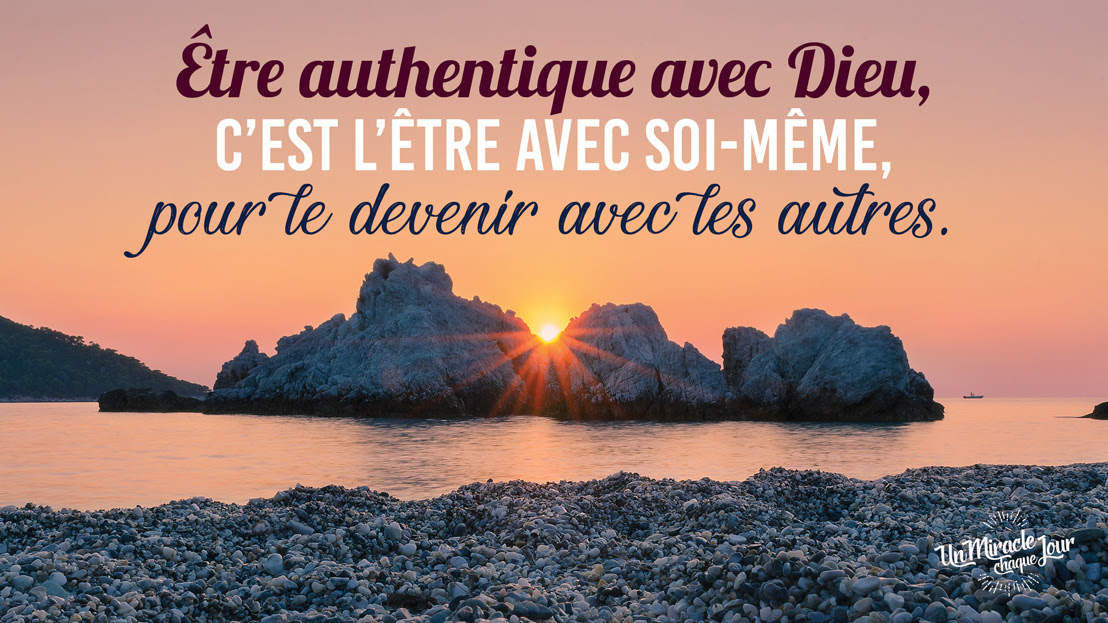 Être authentique avec Dieu,
C'EST L'ÊTRE AVEC SOI-MÊME,
pour le devenir avec les autres.
Un Miracle
chaque Jour